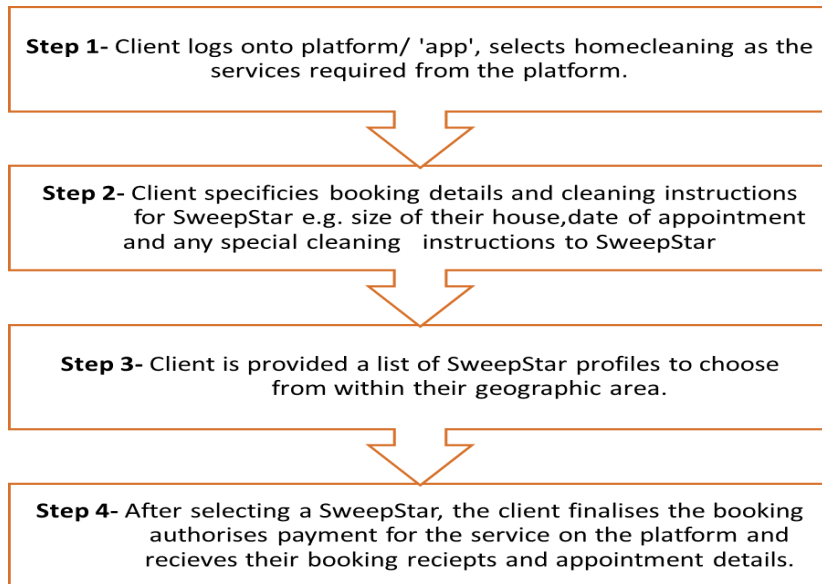 Step 1- Client logs onto platform/ 'app', selects homecleaning as the
services required from the platform.
Step 2- Client specificies booking details and cleaning instructions
for SweepStar e.g. size of their house,date of appointment
and any special cleaning instructions to SweepStar
Step 3- Client is provided a list of SweepStar profiles to choose
from within their geographic area.
Step 4- After selecting a SweepStar, the client finalises the booking
authorises payment for the service on the platform and
recieves their booking reciepts and appointment details.